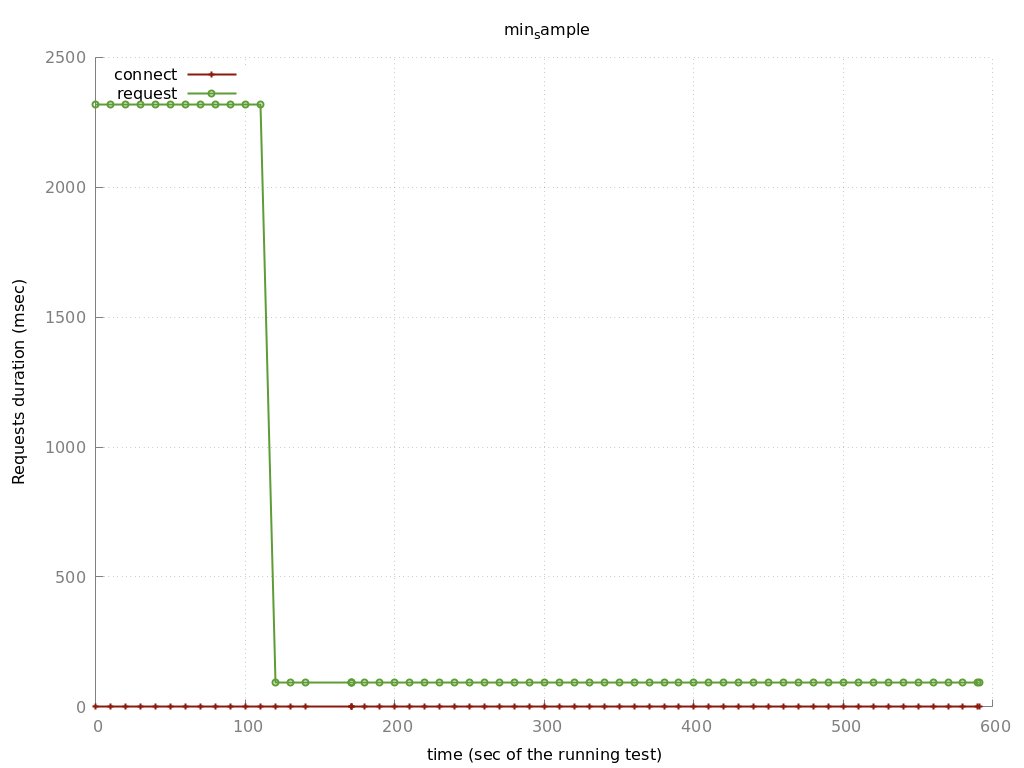 minsample
2500
connect
request
2000
1500
1000
500
0
0 100 200 300 400 500 600
Requests duration (msec)
time (sec of the running test)